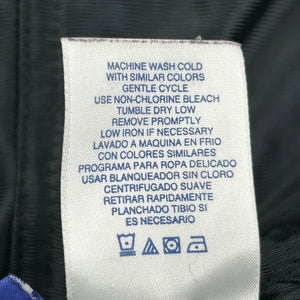 MACHINE WASH COLD
WITH SIMILAR COLORS
GENTLE CYCLE
USE NON-CHLORINE BLEACH
TUMBLE DRY LOW
REMOVE PROMPTLY
LOW IRON IF NECESSARY
LAVADO A MAQUINA EN FRIO
CON COLORES SIMILARES
PROGRAMA PARA ROPA DELICADO
USAR BLANQUEADOR SIN CLORO
CENTRIFUGADO SUAVE
RETIRAR RAPIDAMENTE
PLANCHADO TIBIO SI
ES NECESARIO